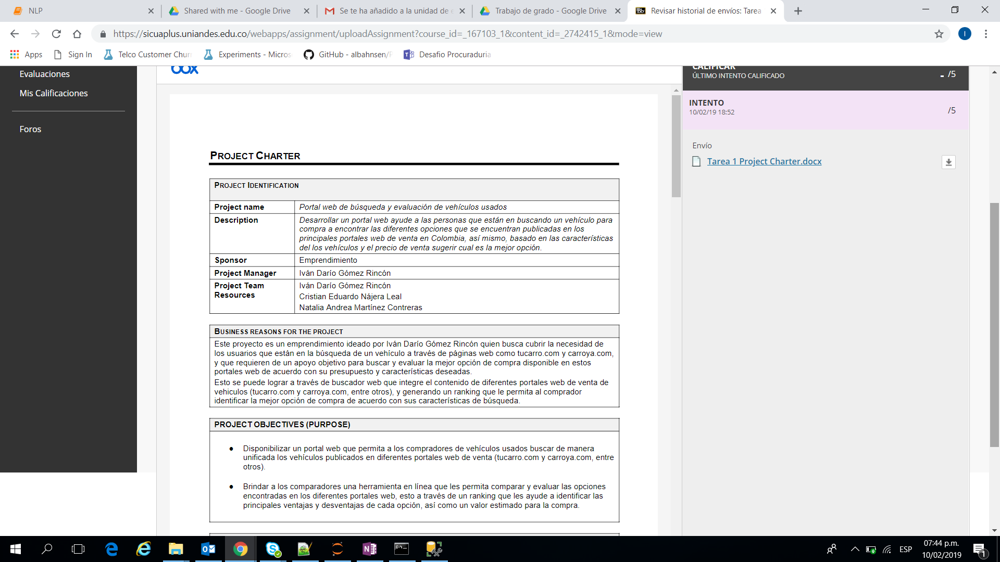 NLP
Shared with me - Google Drive
Se te ha añadido a la unidad de e
Trabajo de grado - Google Drive
Bb Revisar historial de envíos: Tarea
https://sicuaplus.uniandes.edu.co/webapps/assignment/uploadAssignment?course_id=_167103_1&content_id=_2742415_1&mode=view
I
Apps
Sign In
Telco Customer Churn
Experiments - Micros
GitHub - albahnsen/P
Desafio Procuraduria
Evaluaciones
Mis Calificaciones
Foros
box
PROJECT CHARTER
PROJECT IDENTIFICATION
Project name
Portal web de búsqueda y evaluación de vehículos usados
Description
Desarrollar un portal web ayude a las personas que están en buscando un vehículo para
compra a encontrar las diferentes opciones que se encuentran publicadas en los
principales portales web de venta en Colombia, así mismo, basado en las características
del los vehículos y el precio de venta sugerir cual es la mejor opción.
Sponsor
Emprendimiento
Project Manager
Iván Darío Gómez Rincón
Project Team
Resources
Iván Darío Gómez Rincón
Cristian Eduardo Nájera Leal
Natalia Andrea Martínez Contreras
BUSINESS REASONS FOR THE PROJECT
Este proyecto es un emprendimiento ideado por Iván Darío Gómez Rincón quien busca cubrir la necesidad de
los usuarios que están en la búsqueda de un vehículo a través de páginas web como tucarro.com y carroya.com,
y que requieren de un apoyo objetivo para buscar y evaluar la mejor opción de compra disponible en estos
portales web de acuerdo con su presupuesto y características deseadas.
Esto se puede lograr a través de buscador web que integre el contenido de diferentes portales web de venta de
vehiculos (tucarro.com y carroya.com, entre otros), y generando un ranking que le permita al comprador
identificar la mejor opción de compra de acuerdo con sus características de búsqueda.
PROJECT OBJECTIVES (PURPOSE)
● Disponibilizar un portal web que permita a los compradores de vehículos usados buscar de manera
unificada los vehículos publicados en diferentes portales web de venta (tucarro.com y carroya.com, entre
otros).
● Brindar a los comparadores una herramienta en línea que les permita comparar y evaluar las opciones
encontradas en los diferentes portales web, esto a través de un ranking que les ayude a identificar las
principales ventajas y desventajas de cada opción, así como un valor estimado para la compra.
CALIFICAR
ÚLTIMO INTENTO CALIFICADO
- /5
INTENTO
10/02/19 18:52
/5
Envío
Tarea 1 Project Charter.docx
ESP
07:44 p.m.
10/02/2019
1